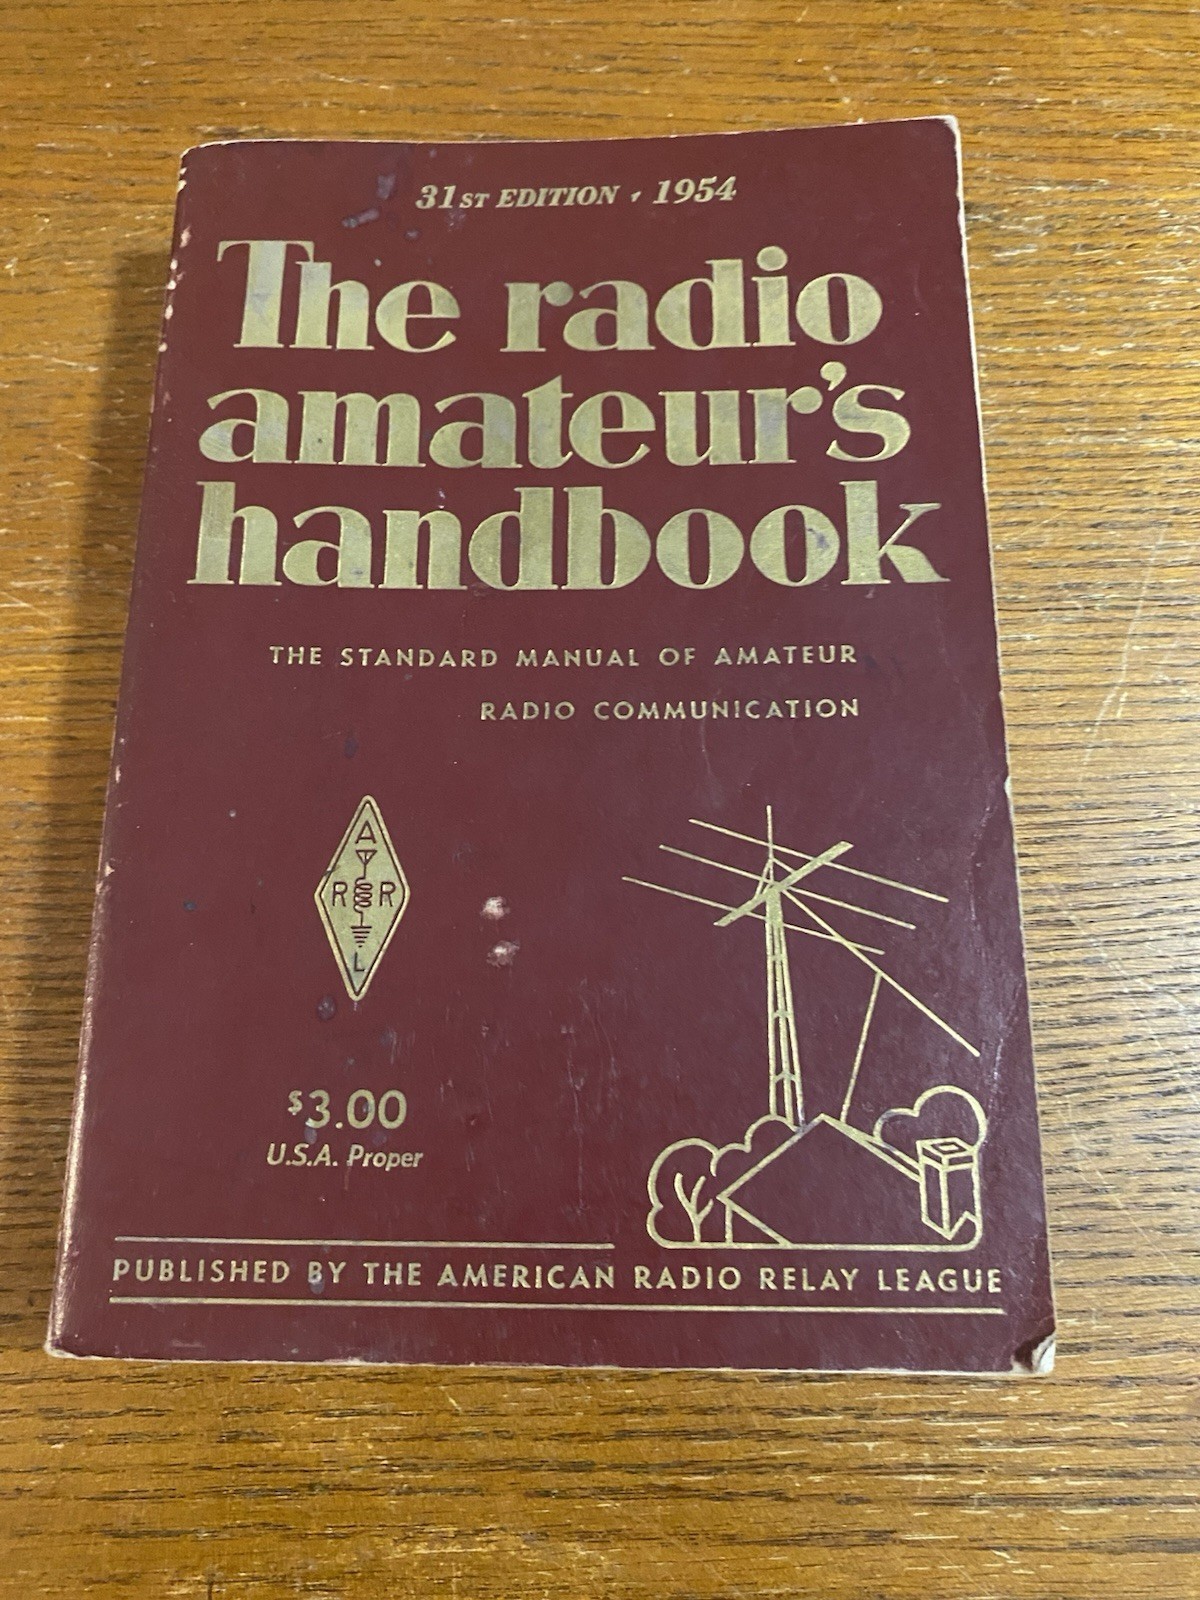 31ST EDITION · 1954
The radio
amateur's
handbook
THE STANDARD MANUAL OF AMATEUR
RADIO COMMUNICATION
A
R R
L
$3.00
U.S.A. Proper
PUBLISHED BY THE AMERICAN RADIO RELAY LEAGUE